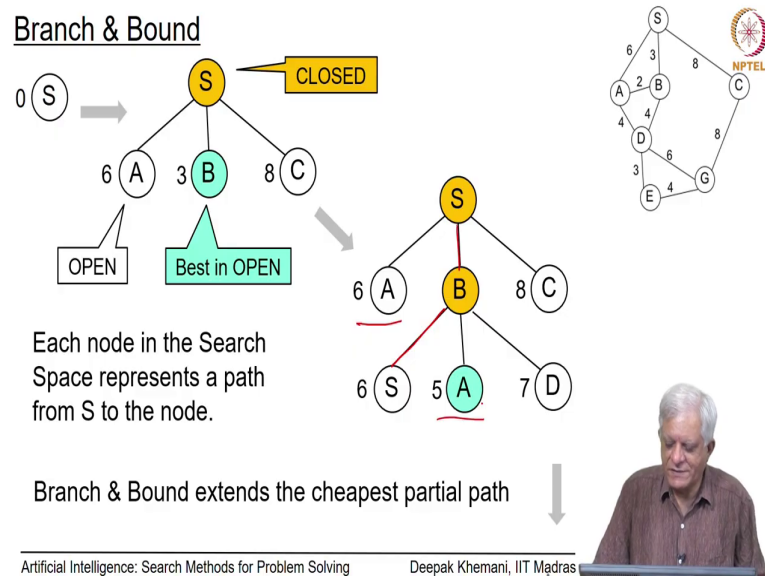 Branch & Bound
0 S
S
CLOSED
6 A
3 B
8 C
OPEN
Best in OPEN
S
6 A
B
8 C
6 S
5 A
7 D
Each node in the Search
Space represents a path
from S to the node.
Branch & Bound extends the cheapest partial path
Artificial Intelligence: Search Methods for Problem Solving
Deepak Khemani, IIT Madras
S
6
3
8
A
2
B
C
4
4
D
8
6
3
G
E
4
NPTEL